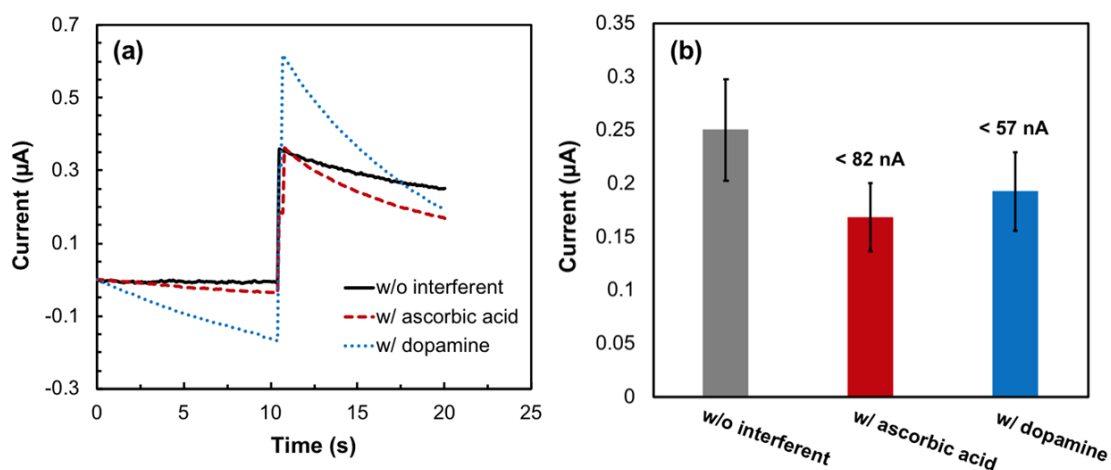 (a)
Current (µA)
0.7
0.5
0.3
0.1
-0.1
-0.3
w/o interferent
w/ ascorbic acid
w/ dopamine
0
5
10
15
20
25
Time (s)
(b)
Current (µA)
0.35
0.3
0.25
0.2
0.15
0.1
0.05
0
< 82 nA
< 57 nA
w/o interferent
w/ ascorbic acid
w/ dopamine